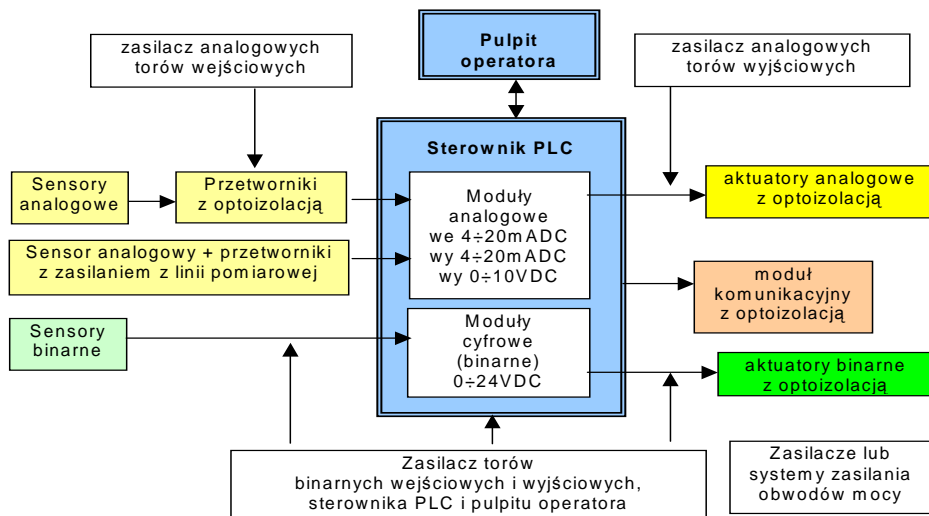 zasilacz analogowych
torów wejściowych
Pulpit
operatora
zasilacz analogowych
torów wyjściowych
Sterownik PLC
Sensory
analogowe
Przetworniki
z optoizolacją
Moduły
analogowe
we 4÷20mADC
wy 4÷20mADC
wy 0÷10VDC
aktuatory analogowe
z optoizolacją
Sensor analogowy + przetworniki
z zasilaniem z linii pomiarowej
moduł
komunikacyjny
z optoizolacją
Sensory
binarne
Moduły
cyfrowe
(binarne)
0÷24VDC
aktuatory binarne
z optoizolacją
Zasilacz torów
binarnych wejściowych i wyjściowych,
sterownika PLC i pulpitu operatora
Zasilacze lub
systemy zasilania
obwodów mocy